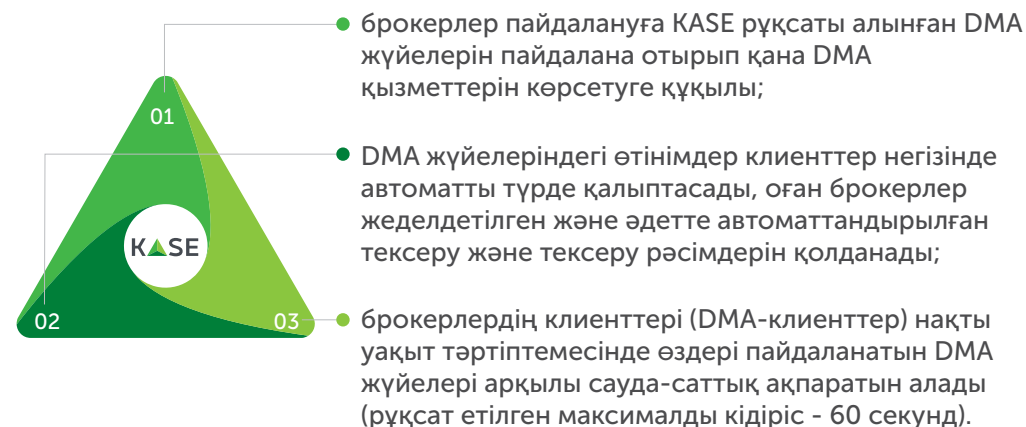 01
брокерлер пайдалануға KASE рұқсаты алынған DMA
жүйелерін пайдалана отырып қана DMA
қызметтерін көрсетуге құқылы;
02
DMA жүйелеріндегі өтінімдер клиенттер негізінде
автоматты түрде қалыптасады, оған брокерлер
жеделдетілген және әдетте автоматтандырылған
тексеру және тексеру рәсімдерін қолданады;
KASE
03
брокерлердің клиенттері (DMA-клиенттер) нақты
уақыт тәртіптемесінде өздері пайдаланатын DMA
жүйелері арқылы сауда-саттық ақпаратын алады
(рұқсат етілген максималды кідіріс - 60 секунд).